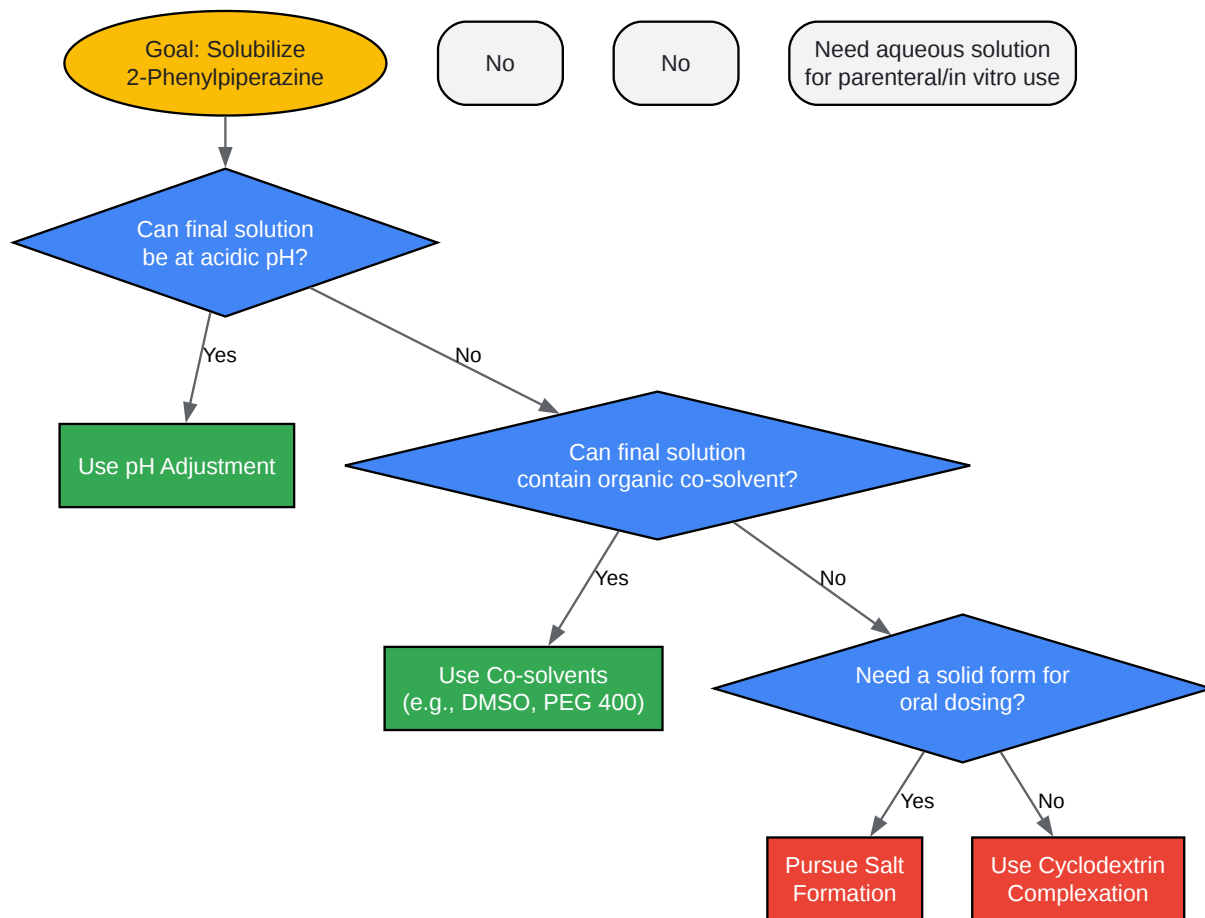 Goal: Solubilize
2-Phenylpiperazine
No
No
Need aqueous solution
for parenteral/in vitro use
Can final solution
be at acidic pH?
Yes
No
Use pH Adjustment
Can final solution
contain organic co-solvent?
Yes
No
Use Co-solvents
(e.g., DMSO, PEG 400)
Need a solid form for
oral dosing?
Yes
No
Pursue Salt
Formation
Use Cyclodextrin
Complexation